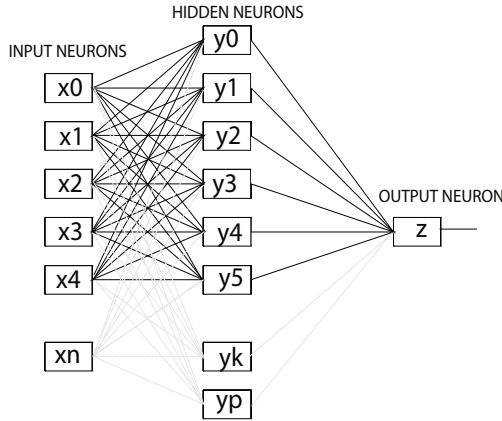 HIDDEN NEURONS
INPUT NEURONS
y0
x0
y1
x1
y2
x2
y3
OUTPUT NEURON
x3
y4
z
x4
y5
xn
yk
yp